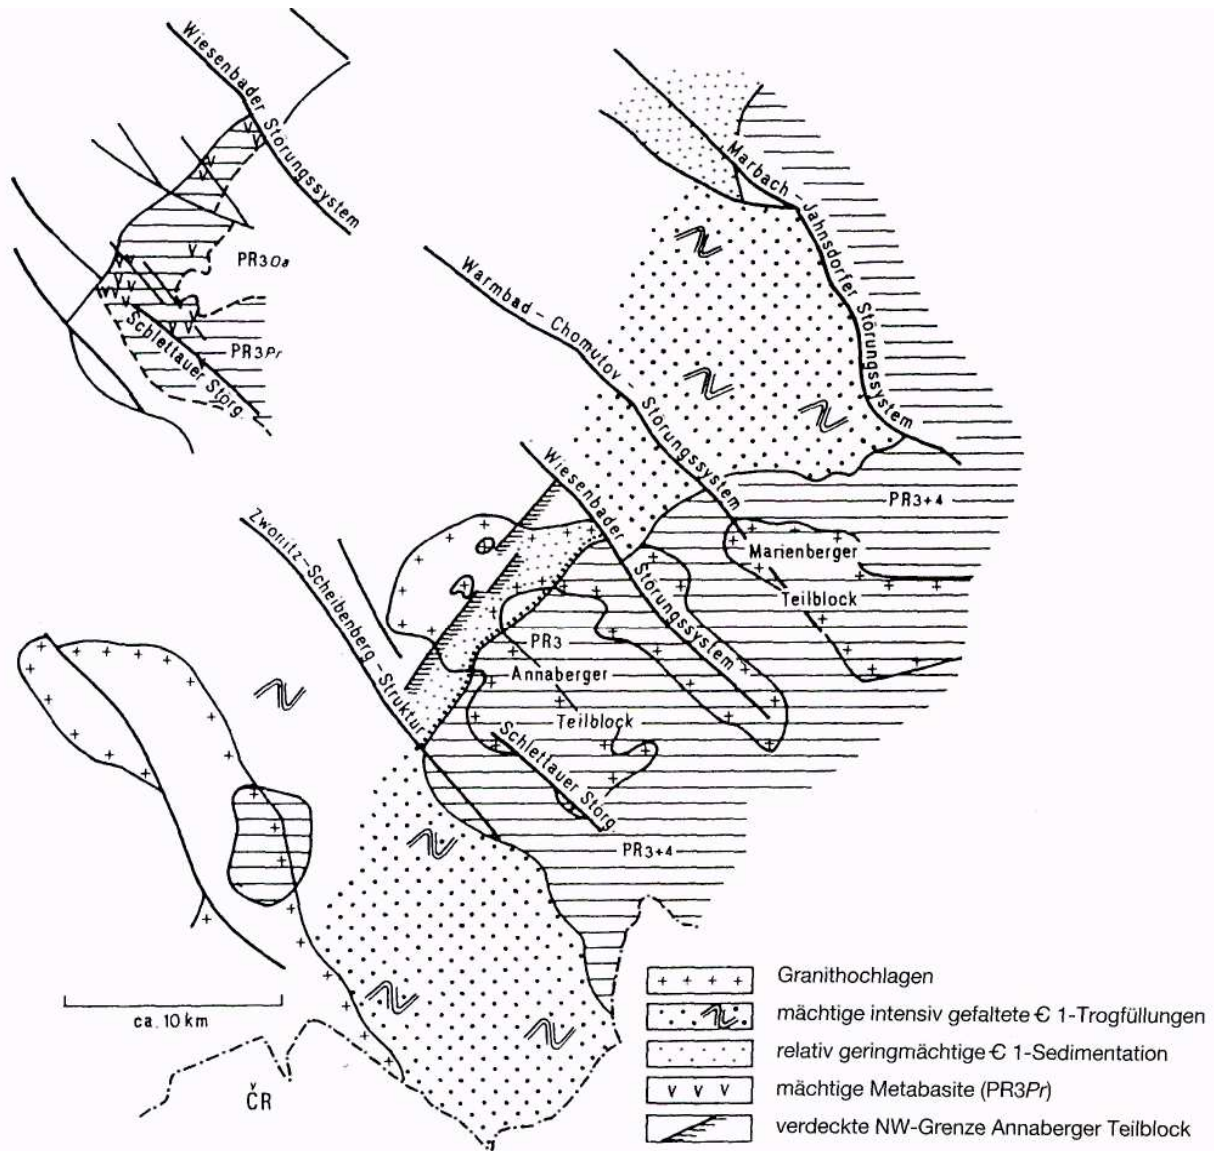 Wiesenbader Störungssystem
Marbach-Jahnsdorfer Störungssystem
PR3Oa
Warmbad-Chomutov-Störungssystem
PR3Pr
Schlettauer Störg.
Wiesenbader Störungssystem
PR3+4
Zwönitz-Scheibenberg-Struktur
Marienberger
Teilblock
PR3
Annaberger
Teilblock
Schlettauer Störg.
PR3+4
Granithochlagen
ca. 10 km
mächtige intensiv gefaltete Є 1-Trogfüllungen
relativ geringmächtige Є 1-Sedimentation
ČR
mächtige Metabasite (PR3Pr)
verdeckte NW-Grenze Annaberger Teilblock